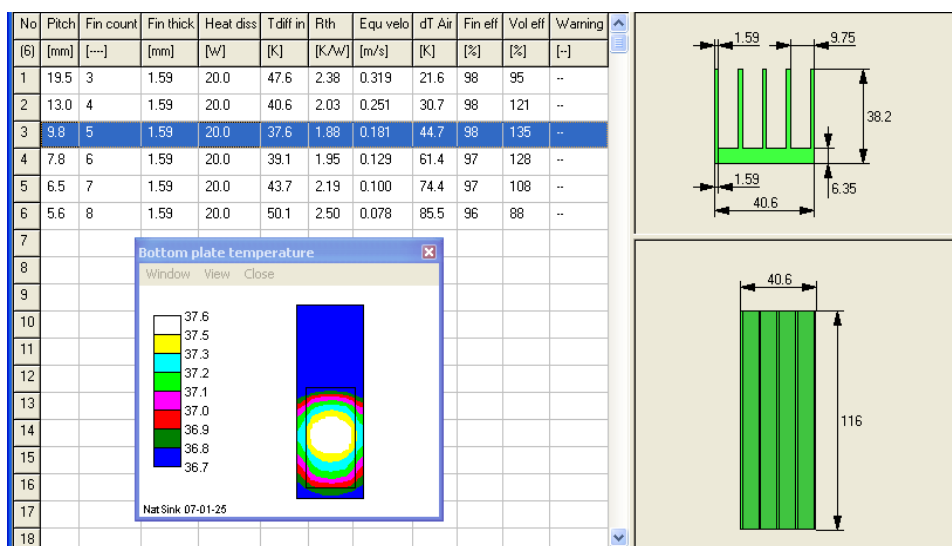 No Pitch Fin count Fin thick Heat diss Tdiff in Rth Equ velo dT Air Fin eff Vol eff Warning
(6) [mm] [----] [mm] [W] [K] [K/W] [m/s] [K] [%] [%] [--]
1 19.5 3 1.59 20.0 47.6 2.38 0.319 21.6 98 95 --
2 13.0 4 1.59 20.0 40.6 2.03 0.251 30.7 98 121 --
3 9.8 5 1.59 20.0 37.6 1.88 0.181 44.7 98 135 --
4 7.8 6 1.59 20.0 39.1 1.95 0.129 61.4 97 128 --
5 6.5 7 1.59 20.0 43.7 2.19 0.100 74.4 97 108 --
6 5.6 8 1.59 20.0 50.1 2.50 0.078 85.5 96 88 --
7
8
9
10
11
12
13
14
15
16
17
18
Bottom plate temperature
Window View Close
37.6
37.5
37.3
37.2
37.1
37.0
36.9
36.8
36.7
NatSink 07-01-25
1.59 9.75
38.2
1.59
6.35
40.6
40.6
116